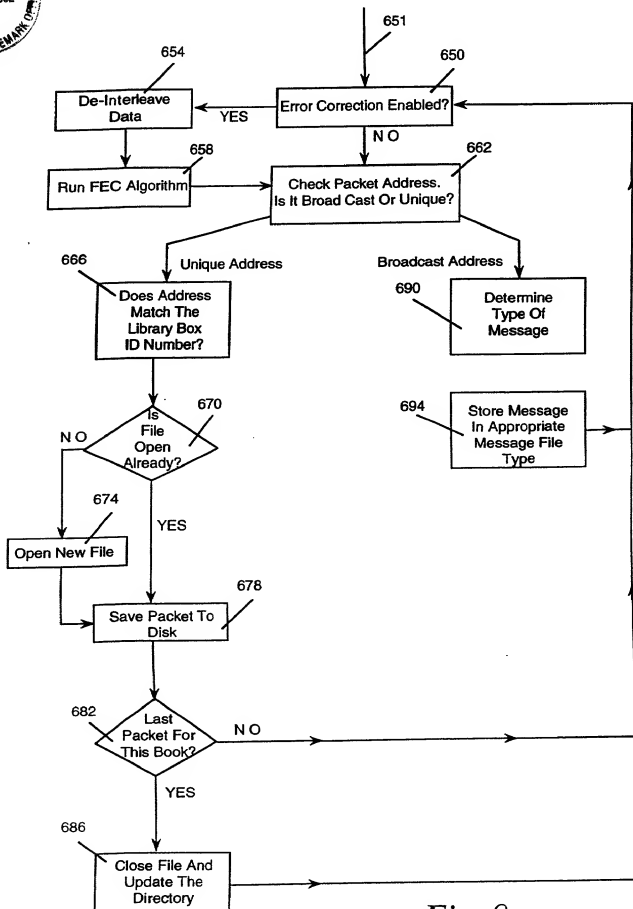 651
654
650
De-Interleave
Data
YES
Error Correction Enabled?
NO
658
662
Run FEC Algorithm
Check Packet Address.
Is It Broad Cast Or Unique?
666
Unique Address
Broadcast Address
Does Address
Match The
Library Box
ID Number?
690
Determine
Type Of
Message
670
NO
Is
File
Open
Already?
694
Store Message
In Appropriate
Message File
Type
674
YES
Open New File
678
Save Packet To
Disk
682
Last
Packet For
This Book?
NO
YES
686
Close File And
Update The
Directory